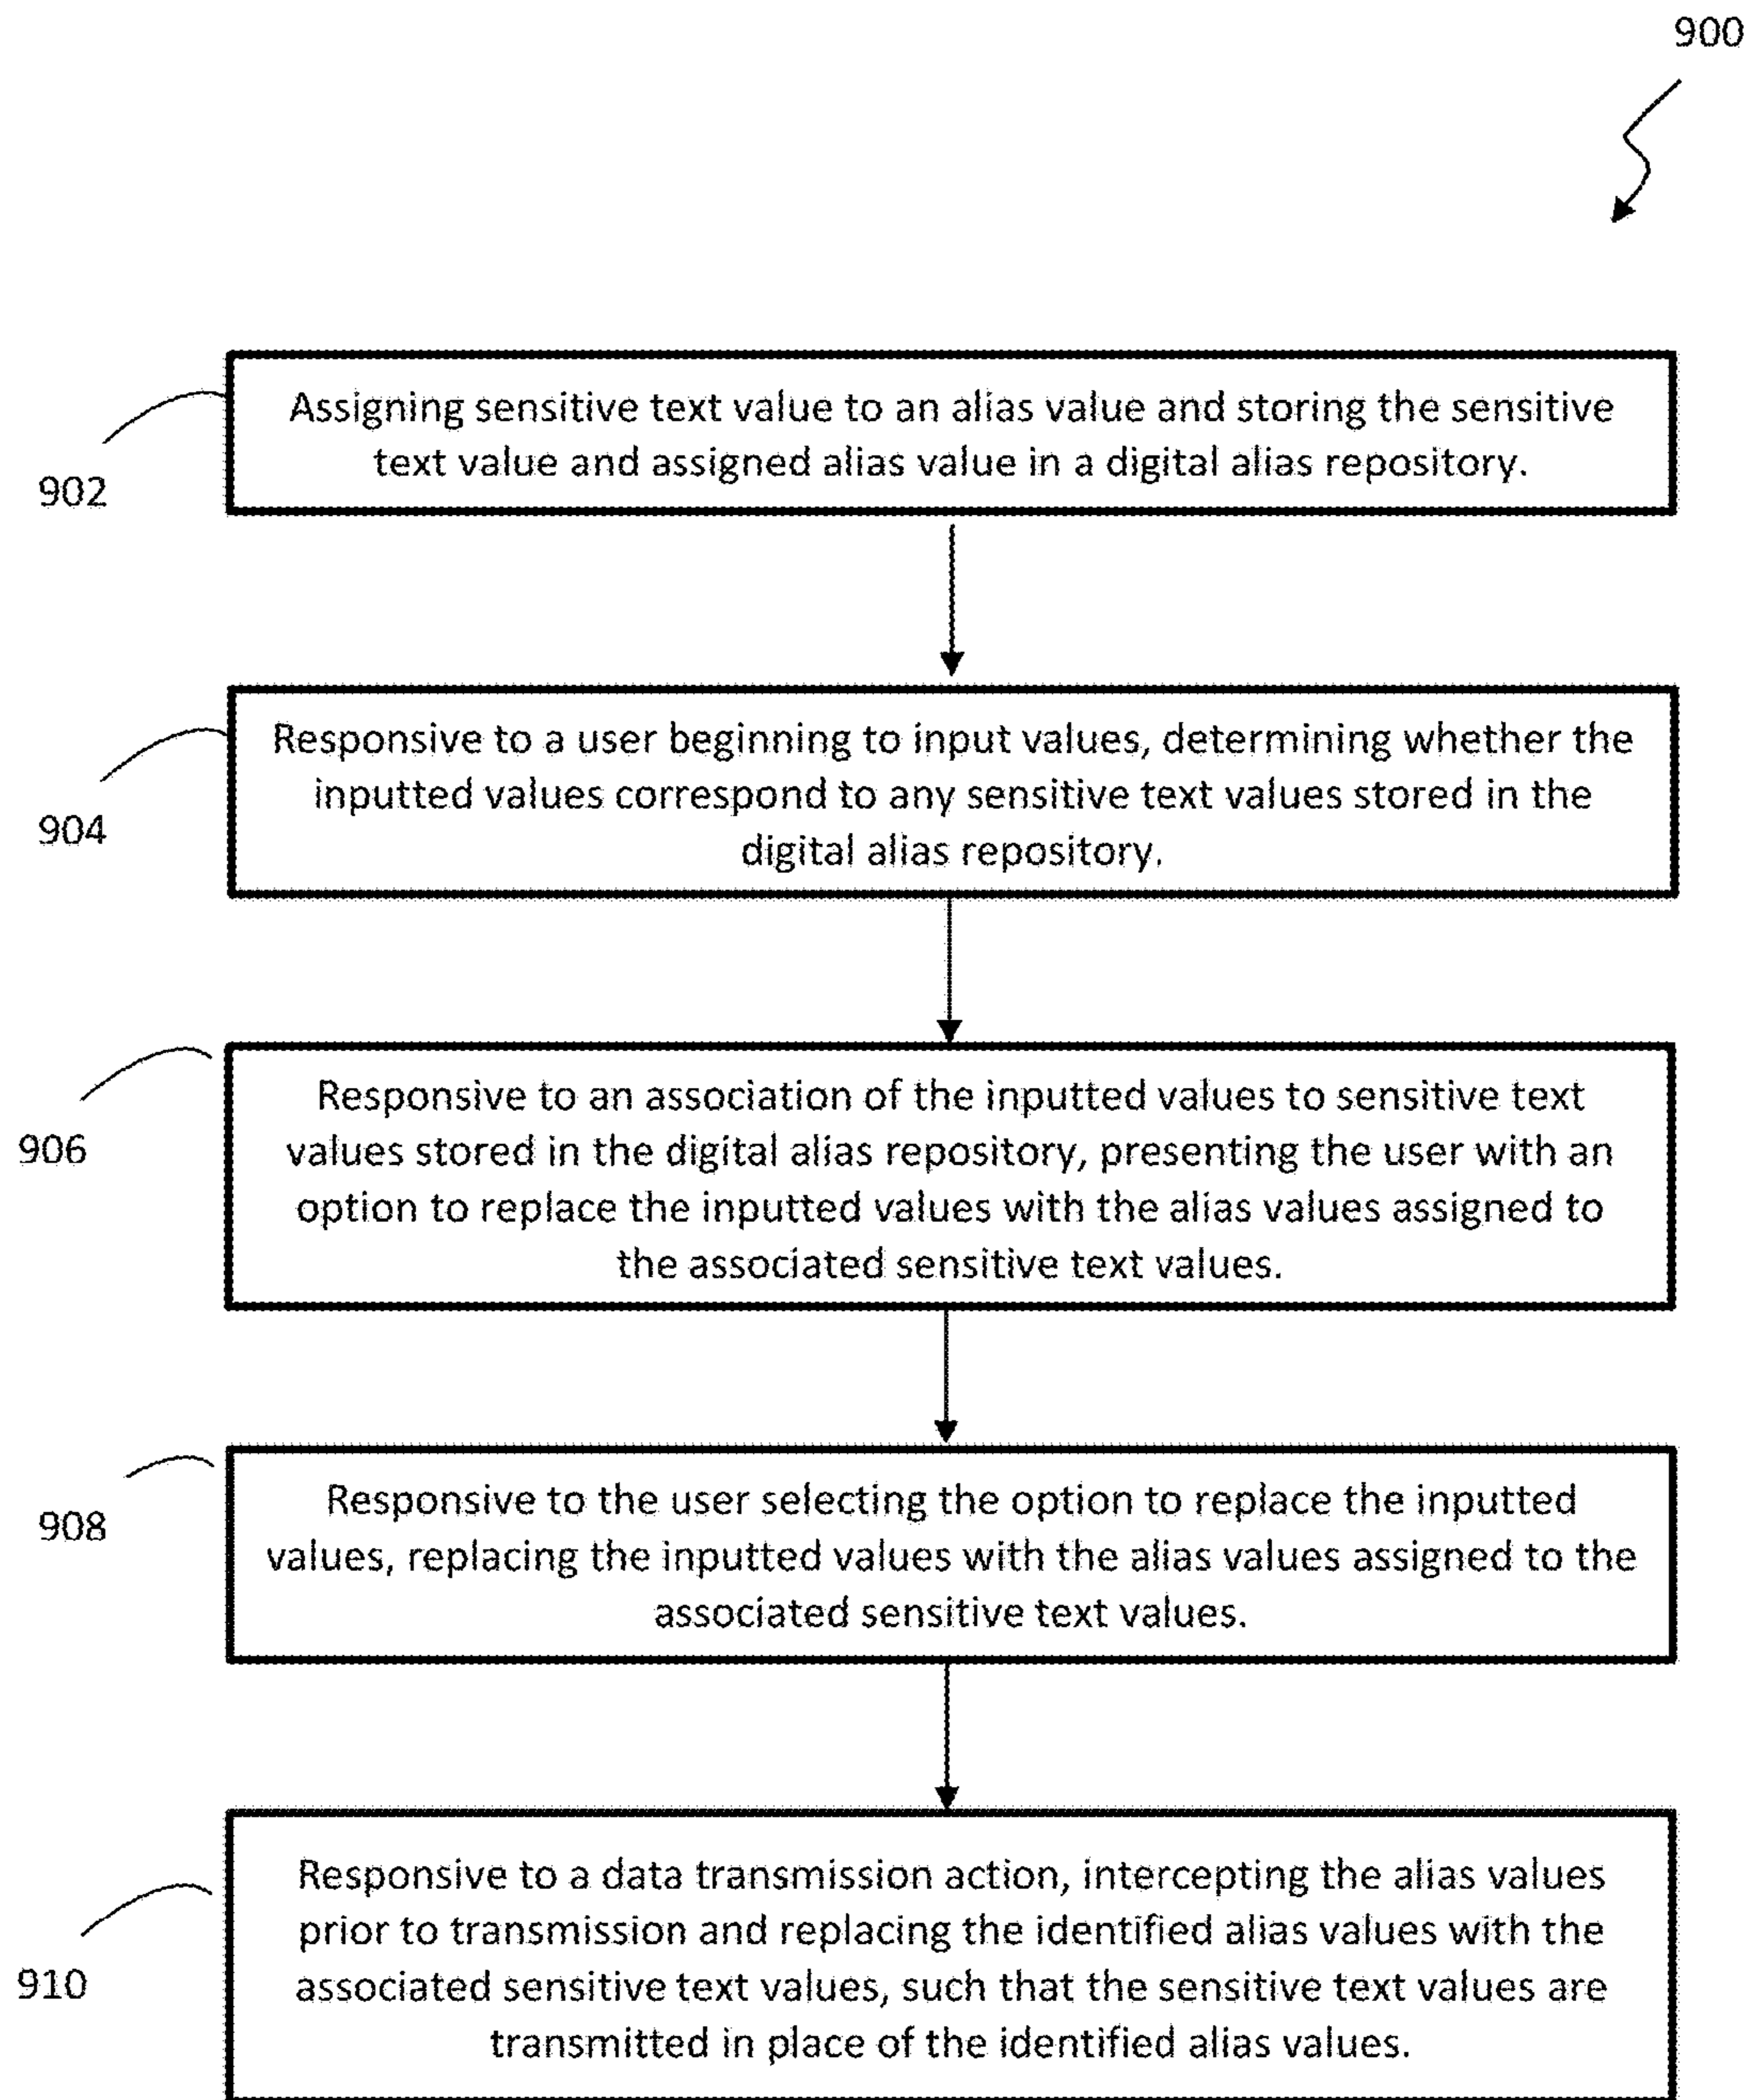 900
Assigning sensitive text value to an alias value and storing the sensitive
text value and assigned alias value in a digital alias repository.
902
Responsive to a user beginning to input values, determining whether the
inputted values correspond to any sensitive text values stored in the
digital alias repository.
904
Responsive to an association of the inputted values to sensitive text
values stored in the digital alias repository, presenting the user with an
option to replace the inputted values with the alias values assigned to
the associated sensitive text values.
906
Responsive to the user selecting the option to replace the inputted
values, replacing the inputted values with the alias values assigned to the
associated sensitive text values.
908
Responsive to a data transmission action, intercepting the alias values
prior to transmission and replacing the identified alias values with the
associated sensitive text values, such that the sensitive text values are
transmitted in place of the identified alias values.
910